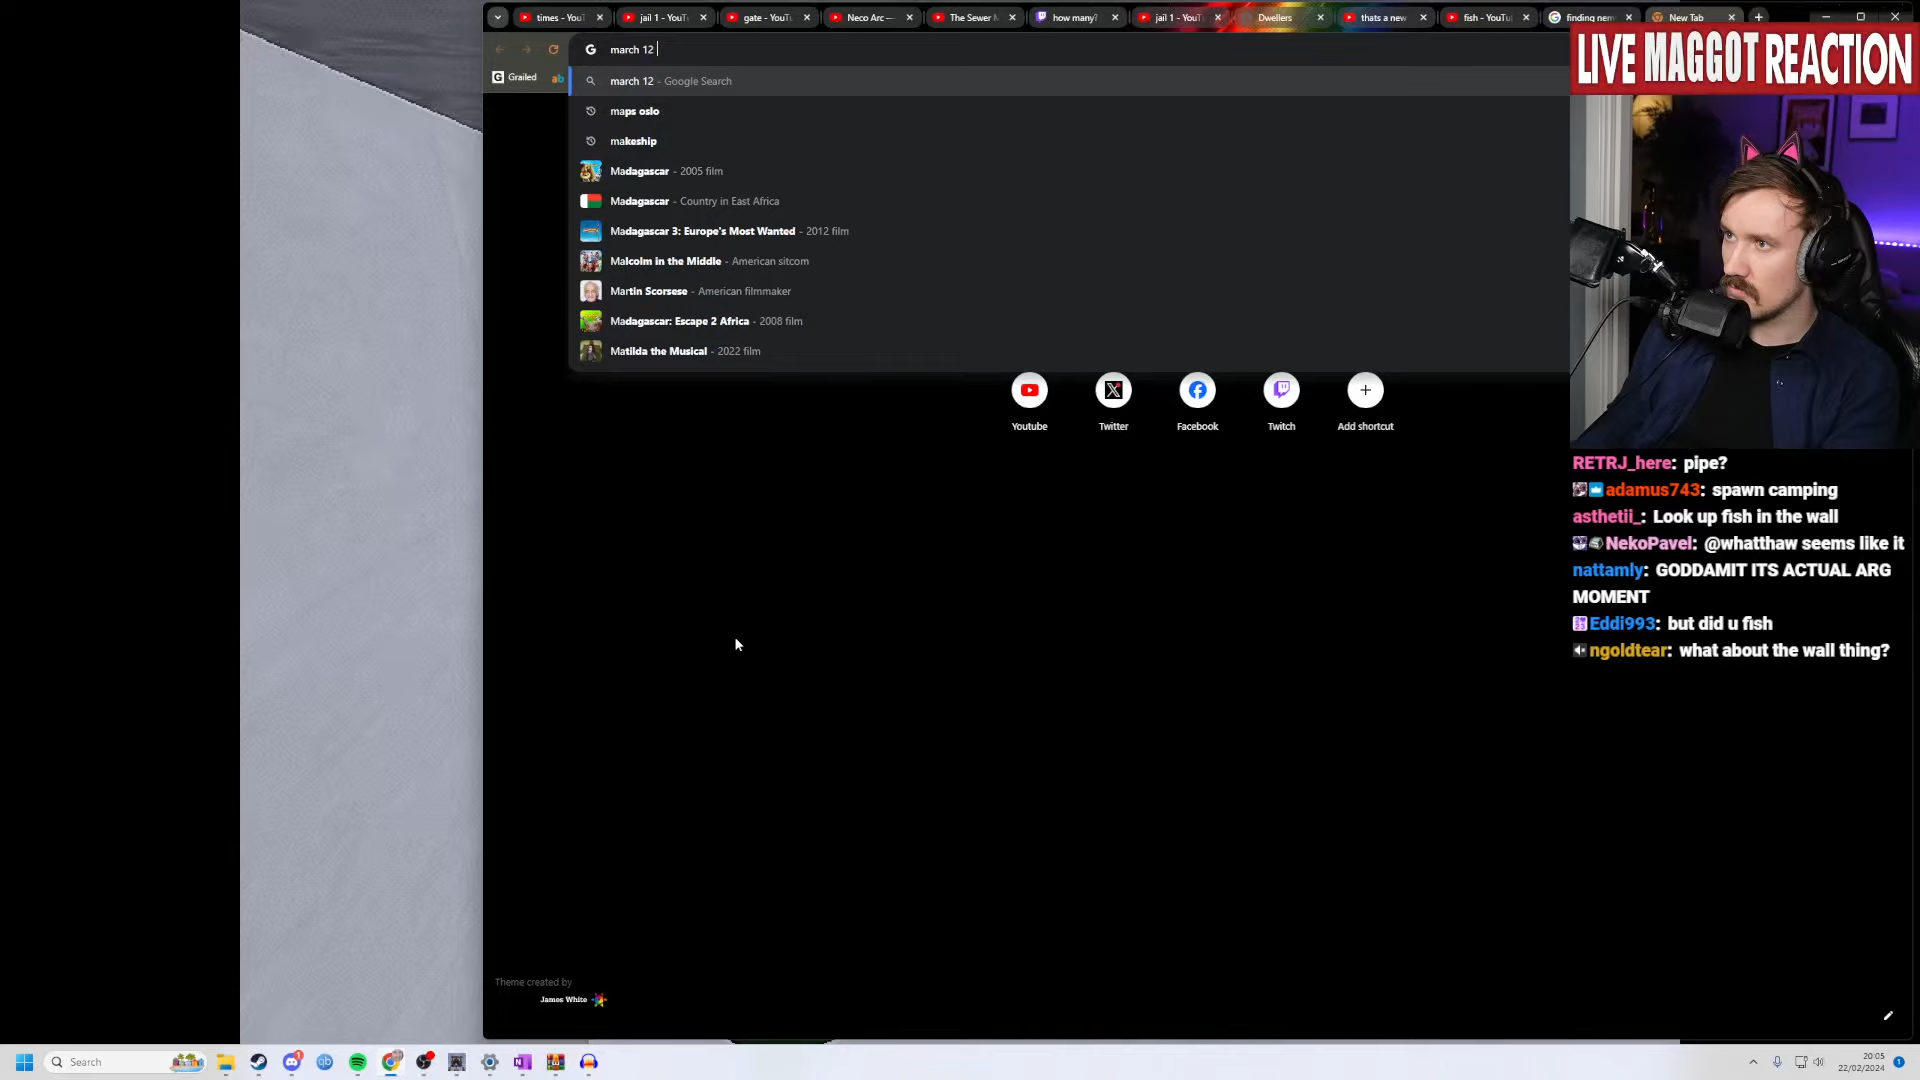 times - YouT
jail 1 - YouT
gate - YouTu
Neco Arc —
The Sewer M
how many?
jail 1 - YouTu
Dwellers
thats a new
fish - YouTu
finding nem
New Tab
march 12
Grailed
ab
march 12 - Google Search
maps oslo
makeship
Madagascar - 2005 film
Madagascar - Country in East Africa
Madagascar 3: Europe's Most Wanted - 2012 film
Malcolm in the Middle - American sitcom
Martin Scorsese - American filmmaker
Madagascar: Escape 2 Africa - 2008 film
Matilda the Musical - 2022 film
Youtube
Twitter
Facebook
Twitch
Add shortcut
LIVE MAGGOT REACTION
RETRJ_here: pipe?
adamus743: spawn camping
asthetii_: Look up fish in the wall
NekoPavel: @whatthaw seems like it
nattamly: GODDAMIT ITS ACTUAL ARG
MOMENT
Eddi993: but did u fish
ngoldtear: what about the wall thing?
Theme created by
James White
Search
20:05
22/02/2024